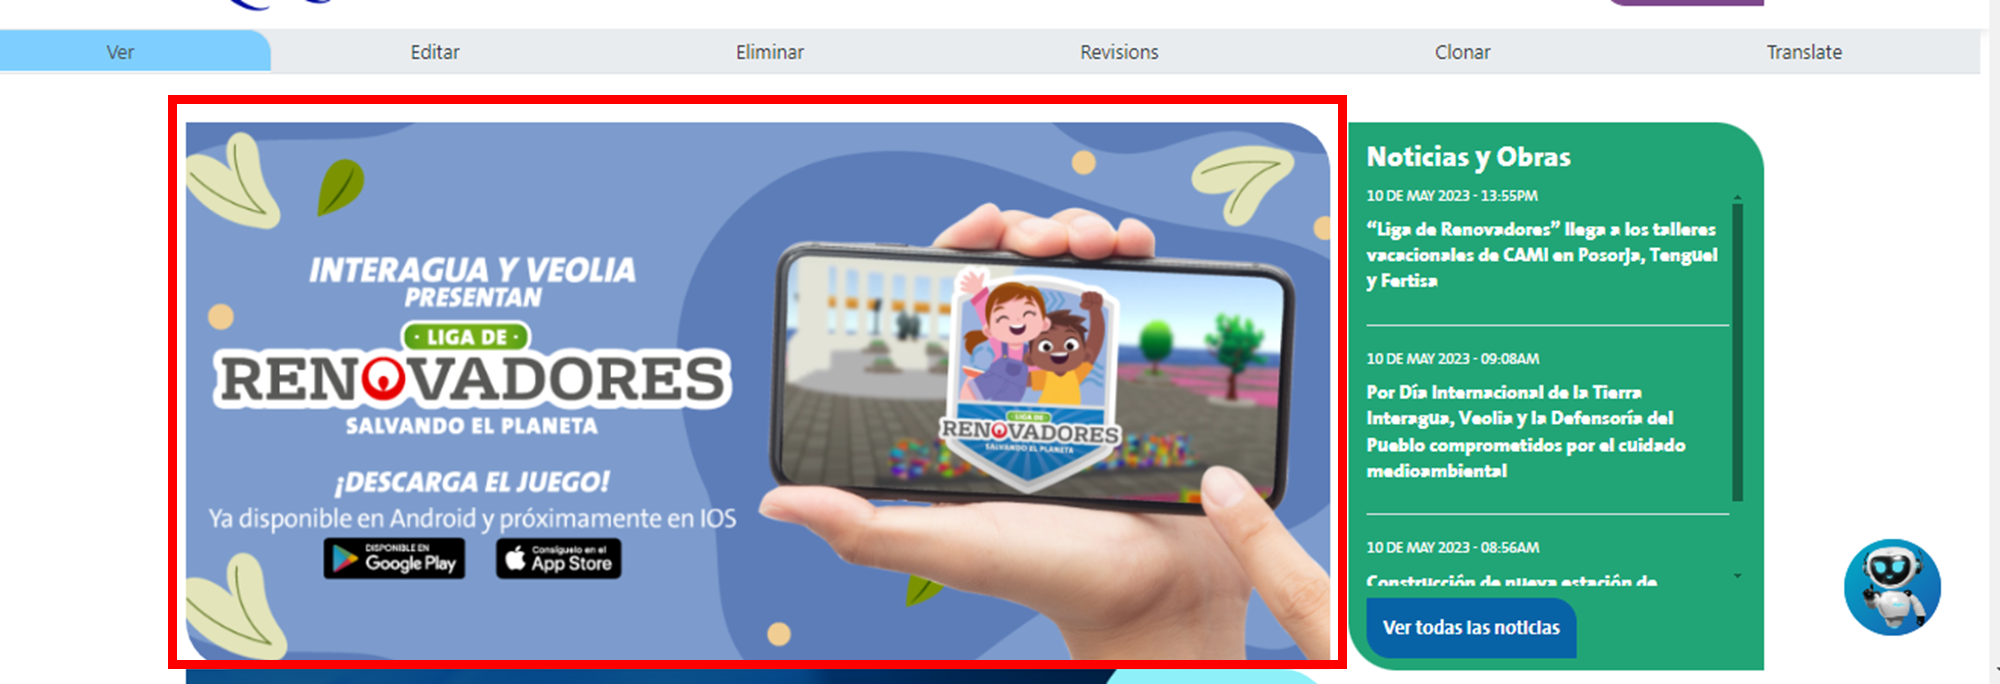 Ver
Editar
Eliminar
Revisions
Clonar
Translate
INTERAGUA Y VEOLIA
PRESENTAN
· LIGA DE ·
RENOVADORES
SALVANDO EL PLANETA
¡DESCARGA EL JUEGO!
Ya disponible en Android y próximamente en IOS
DISPONIBLE EN
Google Play
Consíguelo en el
App Store
LIGA DE
RENOVADORES
SALVANDO EL PLANETA
Noticias y Obras
10 DE MAY 2023 - 13:55PM
“Liga de Renovadores” llega a los talleres
vacacionales de CAMI en Posorja, Tenguel
y Fertisa
10 DE MAY 2023 - 09:08AM
Por Día Internacional de la Tierra
Interagua, Veolia y la Defensoría del
Pueblo comprometidos por el cuidado
medioambiental
10 DE MAY 2023 - 08:56AM
Construcción de nueva estación de
Ver todas las noticias